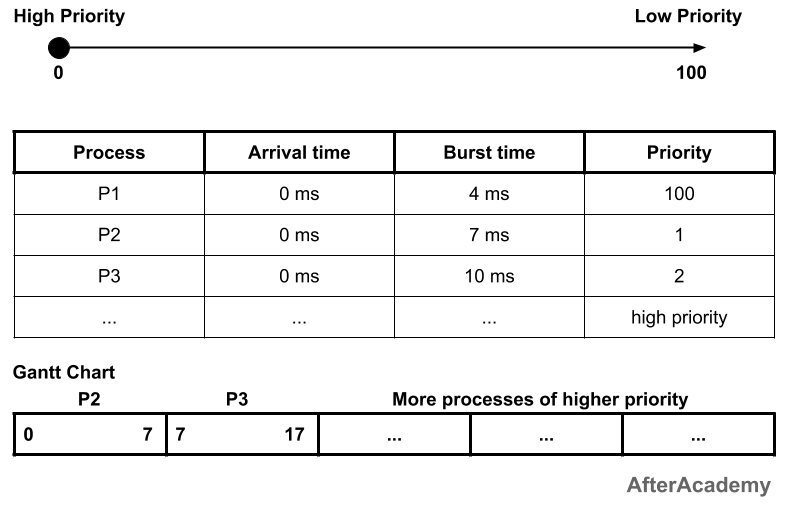 High Priority Low Priority
0 100
Process Arrival time Burst time Priority
P1 0 ms 4 ms 100
P2 0 ms 7 ms 1
P3 0 ms 10 ms 2
... ... ... high priority
Gantt Chart
P2 P3 More processes of higher priority
0 7 7 17 ... ... ...
AfterAcademy